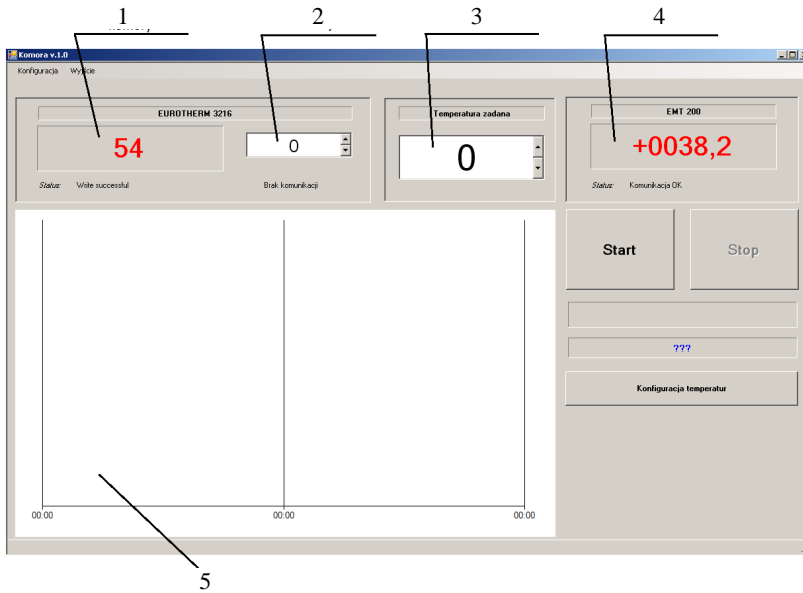 1 2 3 4
Komora v.1.0
Konfiguracja Wyjście
EUROTHERM 3216
Temperatura zadana
EMT 200
54
0
0
+0038,2
Status: Write successful
Brak komunikacji
Status: Komunikacja OK
Start
Stop
???
Konfiguracja temperatur
00:00 00:00 00:00
5